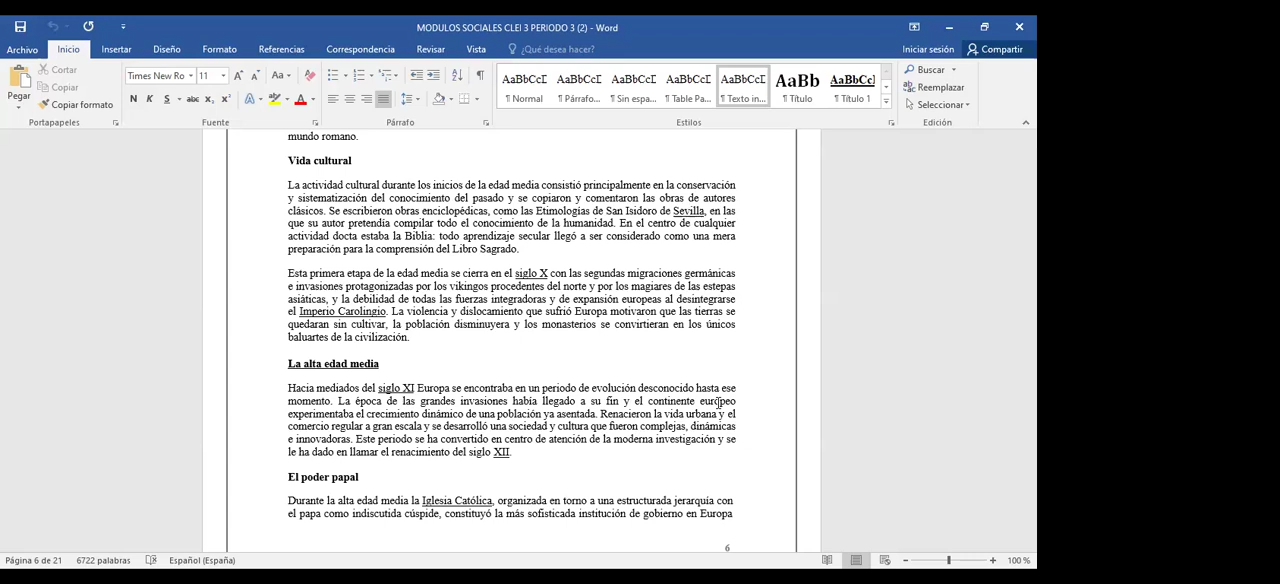 MODULOS SOCIALES CLEI 3 PERIODO 3 (2) - Word
Archivo Inicio Insertar Diseño Formato Referencias Correspondencia Revisar Vista ¿Qué desea hacer? Iniciar sesión Compartir
Pegar
Cortar
Copiar
Copiar formato
Portapapeles
Times New Ro 11
N K S abc x₂ x²
Fuente
Párrafo
AaBbCcD AaBbCcD AaBbCcD AaBbCcD AaBbCcD AaBb AaBbCc
¶ Normal ¶ Párrafo... ¶ Sin espa... ¶ Table Pa... ¶ Texto in... ¶ Título ¶ Título 1
Estilos
Buscar
Reemplazar
Seleccionar
Edición
mundo romano.
Vida cultural
La actividad cultural durante los inicios de la edad media consistió principalmente en la conservación
y sistematización del conocimiento del pasado y se copiaron y comentaron las obras de autores
clásicos. Se escribieron obras enciclopédicas, como las Etimologías de San Isidoro de Sevilla, en las
que su autor pretendía compilar todo el conocimiento de la humanidad. En el centro de cualquier
actividad docta estaba la Biblia: todo aprendizaje secular llegó a ser considerado como una mera
preparación para la comprensión del Libro Sagrado.
Esta primera etapa de la edad media se cierra en el siglo X con las segundas migraciones germánicas
e invasiones protagonizadas por los vikingos procedentes del norte y por los magiares de las estepas
asiáticas, y la debilidad de todas las fuerzas integradoras y de expansión europeas al desintegrarse
el Imperio Carolingio. La violencia y dislocamiento que sufrió Europa motivaron que las tierras se
quedaran sin cultivar, la población disminuyera y los monasterios se convirtieran en los únicos
baluartes de la civilización.
La alta edad media
Hacia mediados del siglo XI Europa se encontraba en un periodo de evolución desconocido hasta ese
momento. La época de las grandes invasiones había llegado a su fin y el continente europeo
experimentaba el crecimiento dinámico de una población ya asentada. Renacieron la vida urbana y el
comercio regular a gran escala y se desarrolló una sociedad y cultura que fueron complejas, dinámicas
e innovadoras. Este periodo se ha convertido en centro de atención de la moderna investigación y se
le ha dado en llamar el renacimiento del siglo XII.
El poder papal
Durante la alta edad media la Iglesia Católica, organizada en torno a una estructurada jerarquía con
el papa como indiscutida cúspide, constituyó la más sofisticada institución de gobierno en Europa
6
Página 6 de 21 6722 palabras Español (España) 100 %